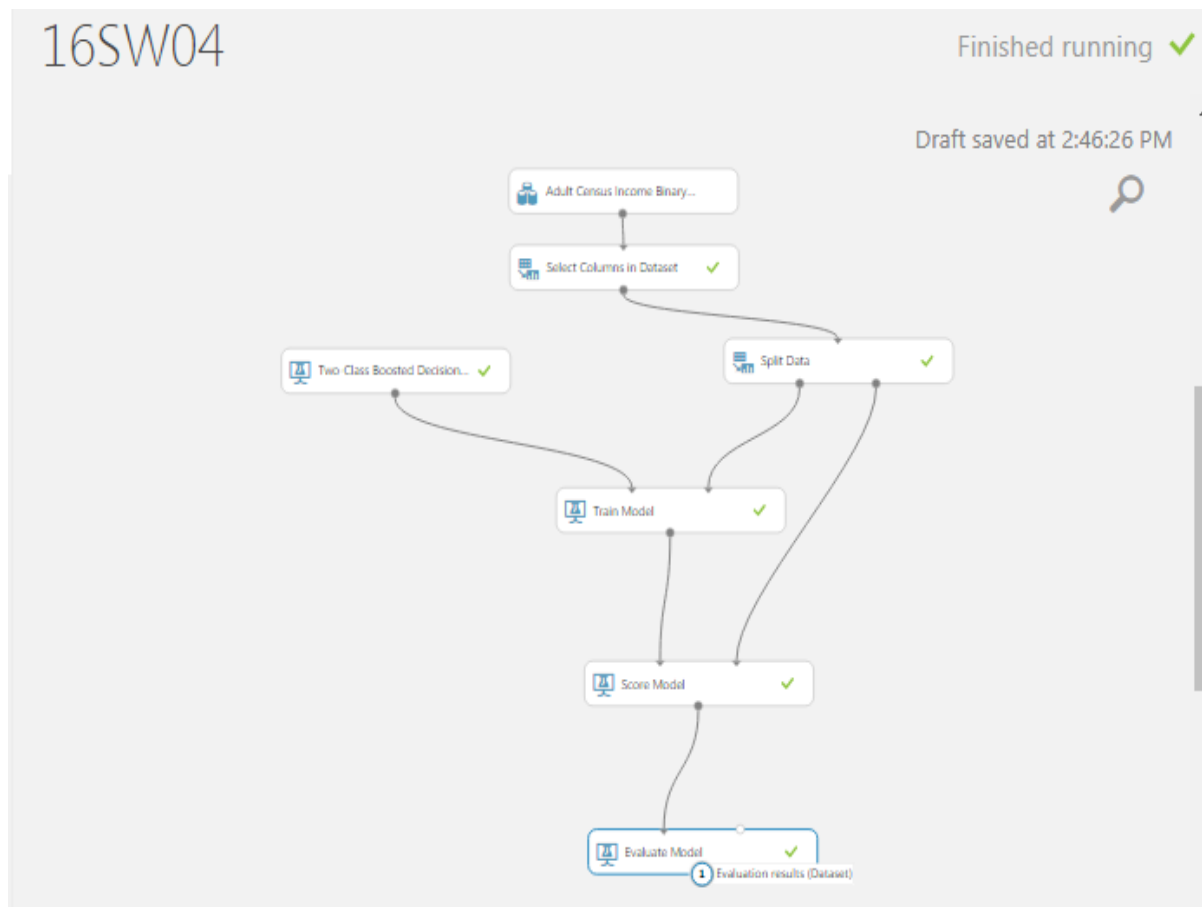 16SW04
Finished running
Draft saved at 2:46:26 PM
Adult Census Income Binary...
Select Columns in Dataset
Split Data
Two Class Boosted Decision...
Train Model
Score Model
Evaluate Model
1 Evaluation results (Dataset)